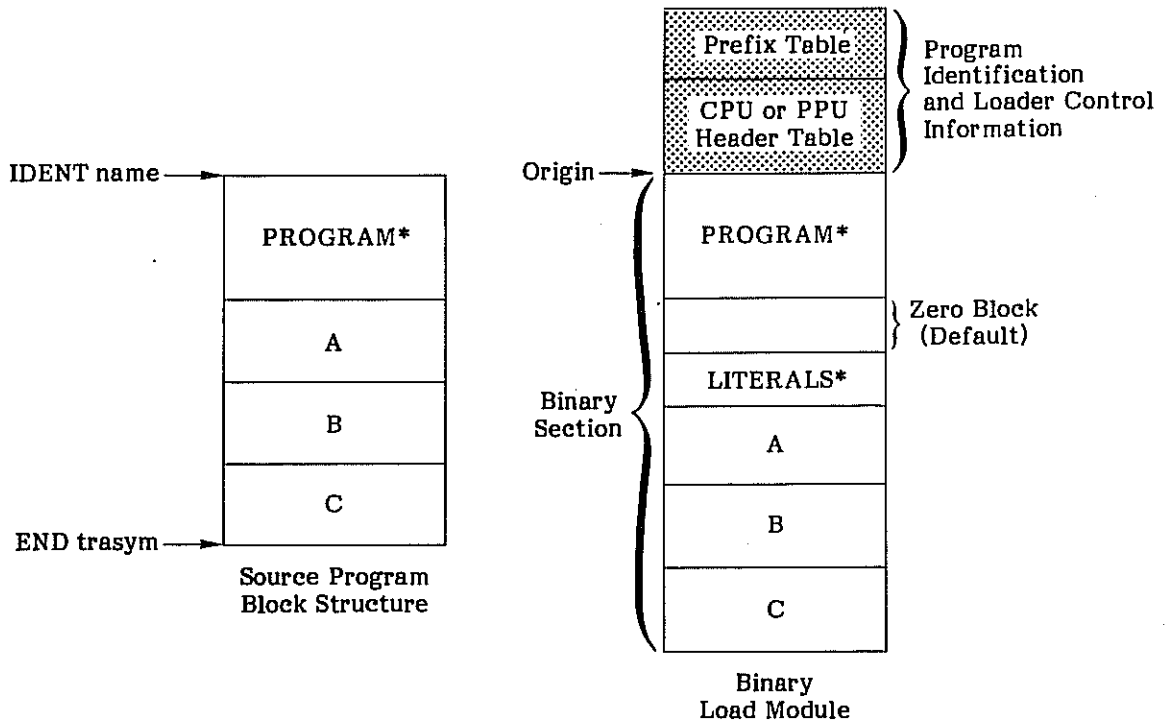 IDENT name
PROGRAM*
A
B
C
END trasym
Source Program
Block Structure
Prefix Table
CPU or PPU
Header Table
Program
Identification
and Loader Control
Information
Origin
PROGRAM*
Zero Block
(Default)
LITERALS*
Binary
Section
A
B
C
Binary
Load Module